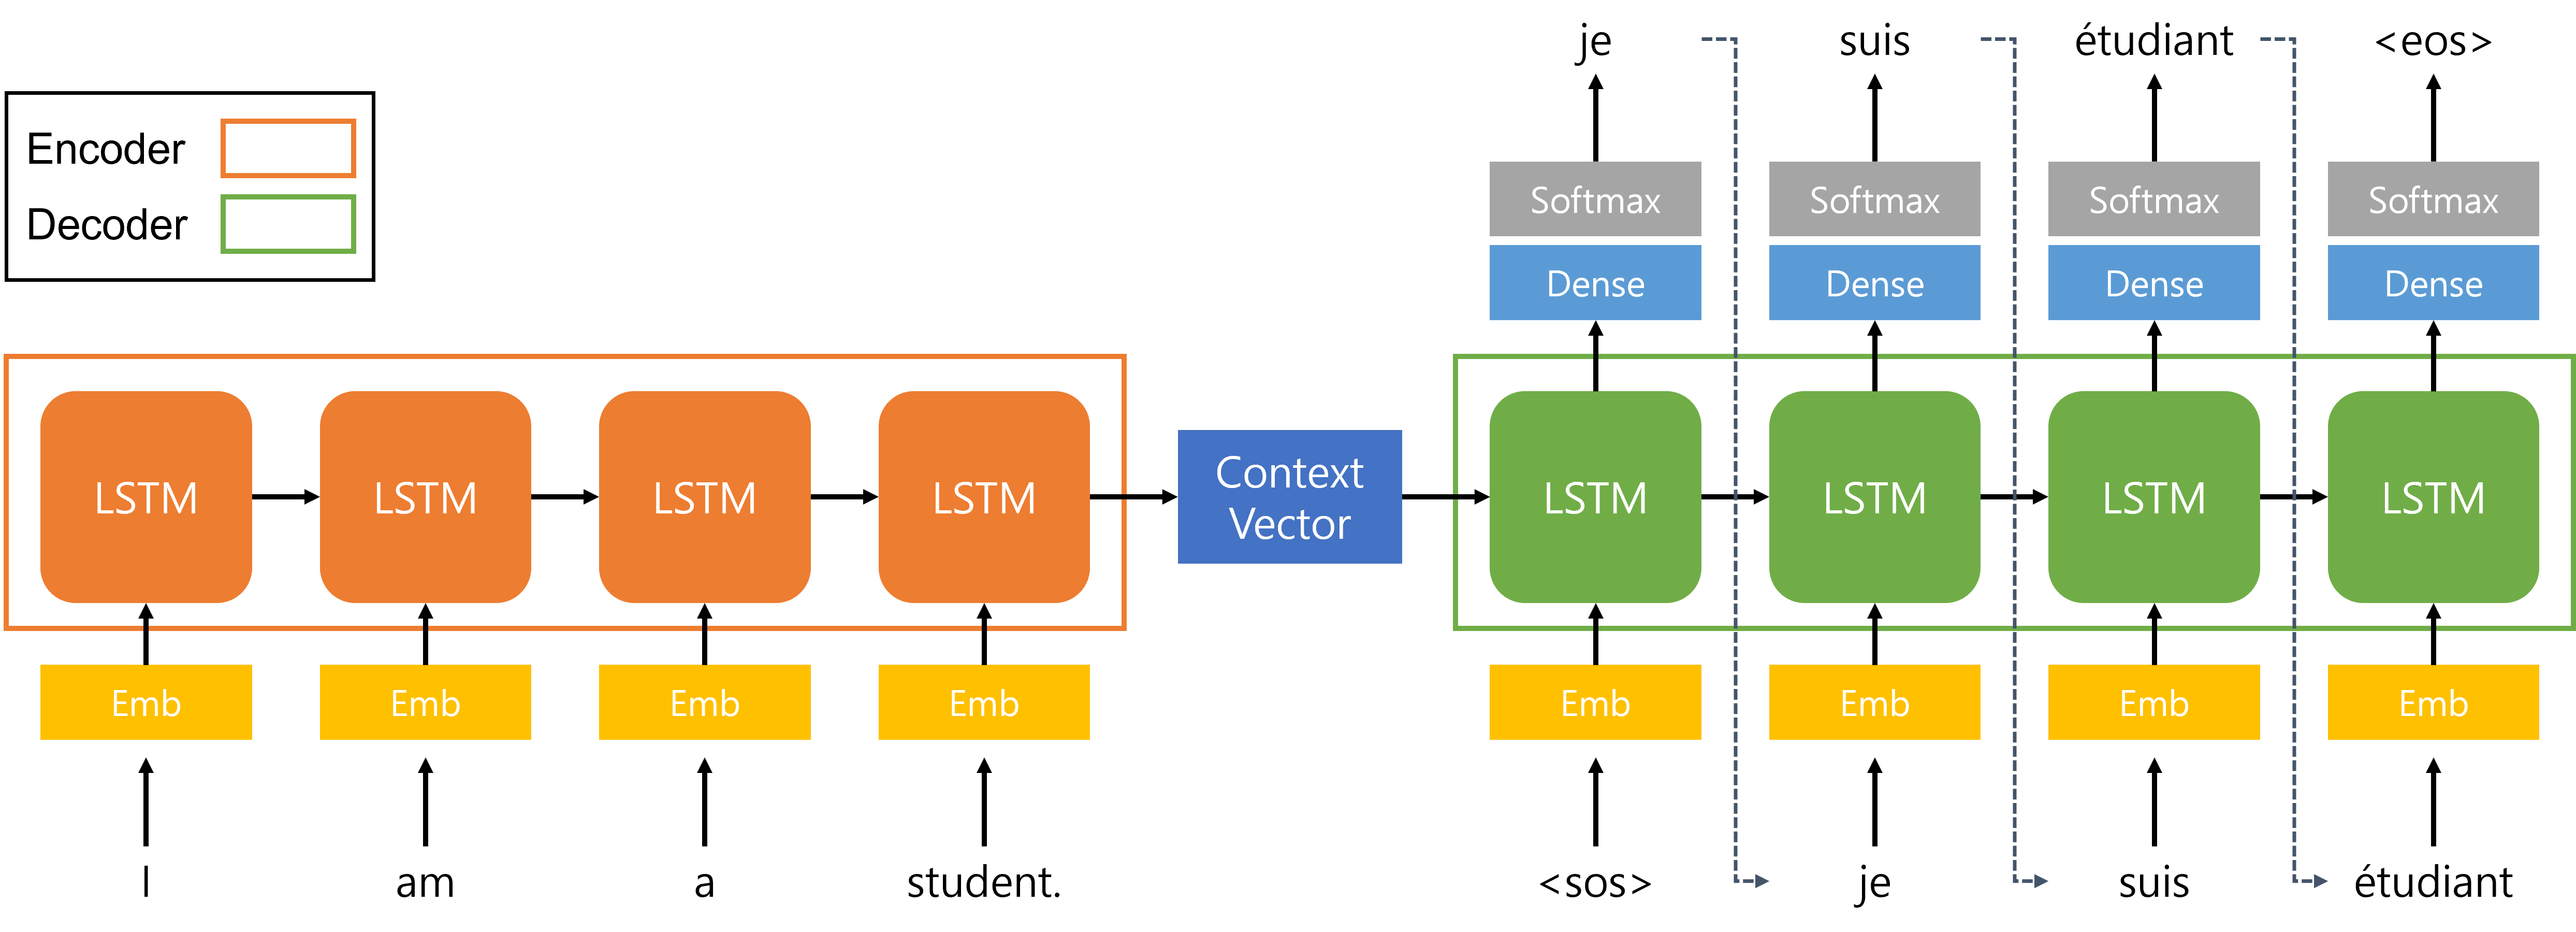 je suis étudiant <eos>
Encoder
Decoder
Softmax Softmax Softmax Softmax
Dense Dense Dense Dense
LSTM LSTM LSTM LSTM
Context
Vector
LSTM LSTM LSTM LSTM
Emb Emb Emb Emb Emb Emb Emb Emb
I am a student. <sos> je suis étudiant